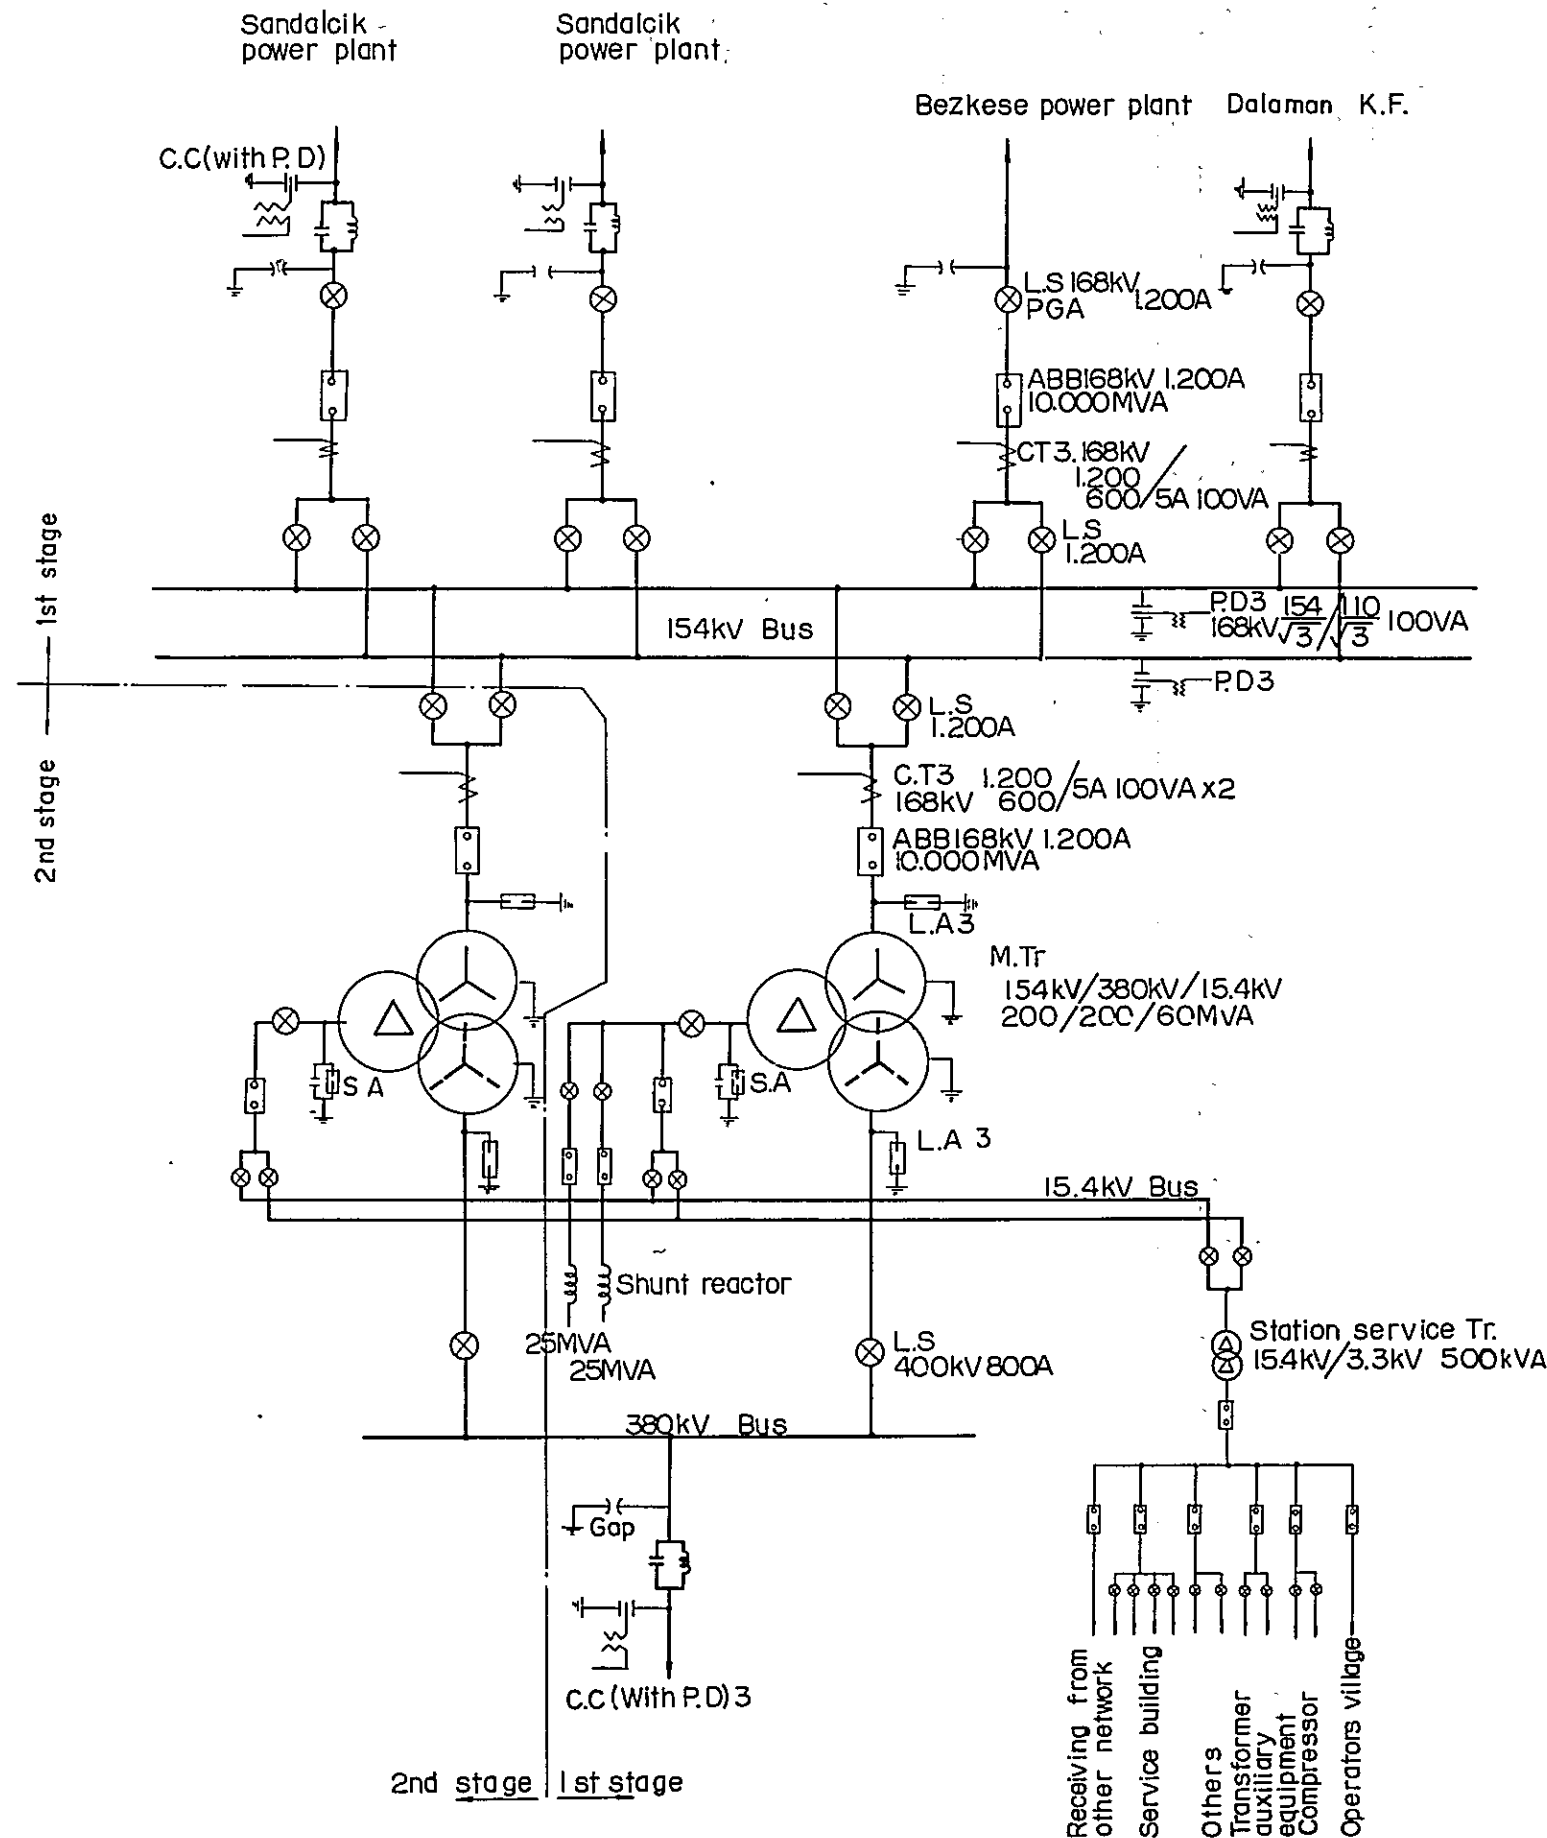 Sandalcik
power plant
Sandalcik
power plant
Bezkese power plant
Dalaman K.F.
C.C(with P.D)
L.S 168kV
PGA 1.200A
ABB168kV 1.200A
10.000MVA
CT3.168kV
1.200
600/5A 100VA
L.S
1.200A
1st stage
2nd stage
154kV Bus
P.D3
168kV 154/√3 / 110/√3 100VA
P.D3
L.S
1.200A
C.T3 1.200
168kV 600/5A 100VA x2
ABB168kV 1.200A
10.000MVA
L.A3
M.Tr
154kV/380kV/15.4kV
200/200/60MVA
S A
S.A
L.A 3
15.4kV Bus
Shunt reactor
25MVA
25MVA
L.S
400kV 800A
Station service Tr.
15.4kV/3.3kV 500kVA
380kV Bus
Gap
C.C (With P.D) 3
2nd stage
1st stage
Receiving from
other network
Service building
Others
Transformer
auxiliary
equipment
Compressor
Operators village